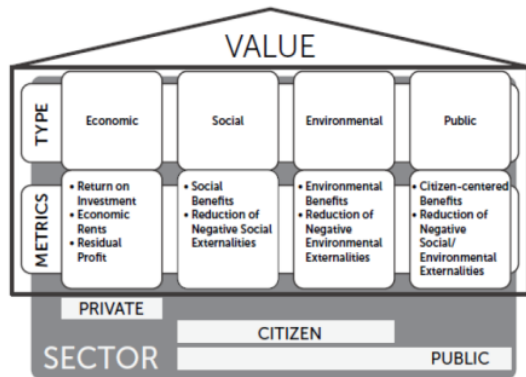 VALUE
TYPE
Economic
Social
Environmental
Public
METRICS
• Return on
Investment
• Economic
Rents
• Residual
Profit
• Social
Benefits
• Reduction of
Negative Social
Externalities
• Environmental
Benefits
• Reduction of
Negative
Environmental
Externalities
• Citizen-centered
Benefits
• Reduction of
Negative
Social/
Environmental
Externalities
PRIVATE
CITIZEN
SECTOR
PUBLIC